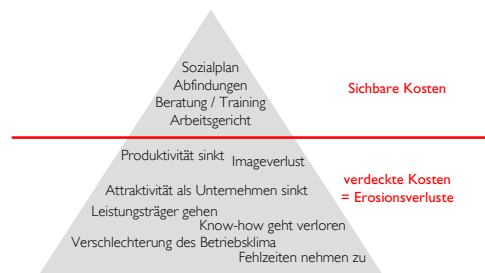 Sozialplan
Abfindungen
Beratung / Training
Arbeitsgericht
Sichbare Kosten
Produktivität sinkt
Imageverlust
Attraktivität als Unternehmen sinkt
Leistungsträger gehen
Know-how geht verloren
Verschlechterung des Betriebsklima
Fehlzeiten nehmen zu
verdeckte Kosten
= Erosionsverluste